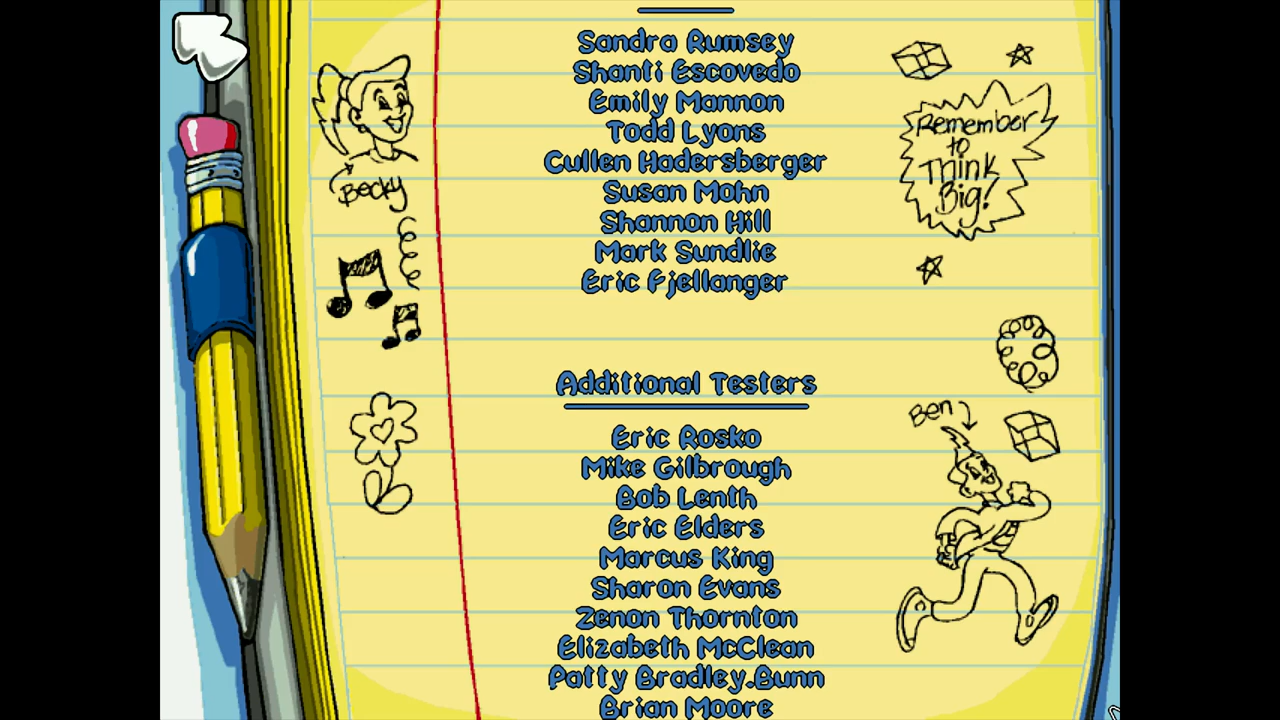 Sandra Rumsey
Shanti Escovedo
Emily Mannon
Todd Lyons
Cullen Hadersberger
Susan Mohn
Shannon Hill
Mark Sundlie
Eric Fjellanger
Becky
Remember
to
Think
Big!
Additional Testers
Eric Rosko
Mike Gilbrough
Bob Lenth
Eric Elders
Marcus King
Sharon Evans
Zenon Thornton
Elizabeth McClean
Patty Bradley.Bunn
Brian Moore
Ben